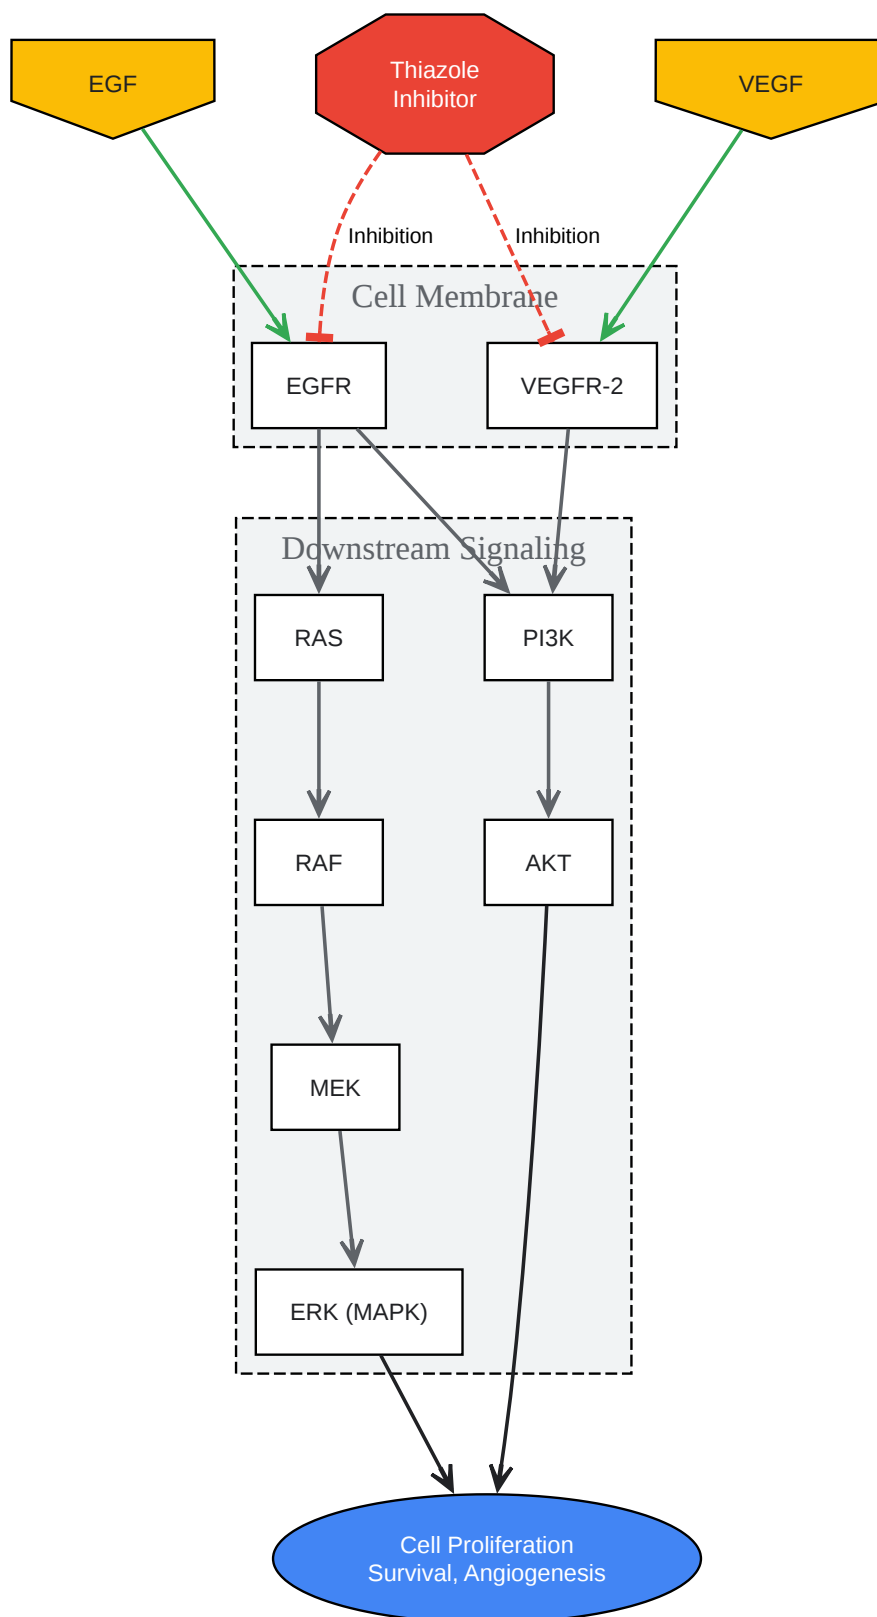 EGF
Thiazole
Inhibitor
VEGF
Inhibition
Inhibition
Cell Membrane
EGFR
VEGFR-2
Downstream Signaling
RAS
PI3K
RAF
AKT
MEK
ERK (MAPK)
Cell Proliferation
Survival, Angiogenesis